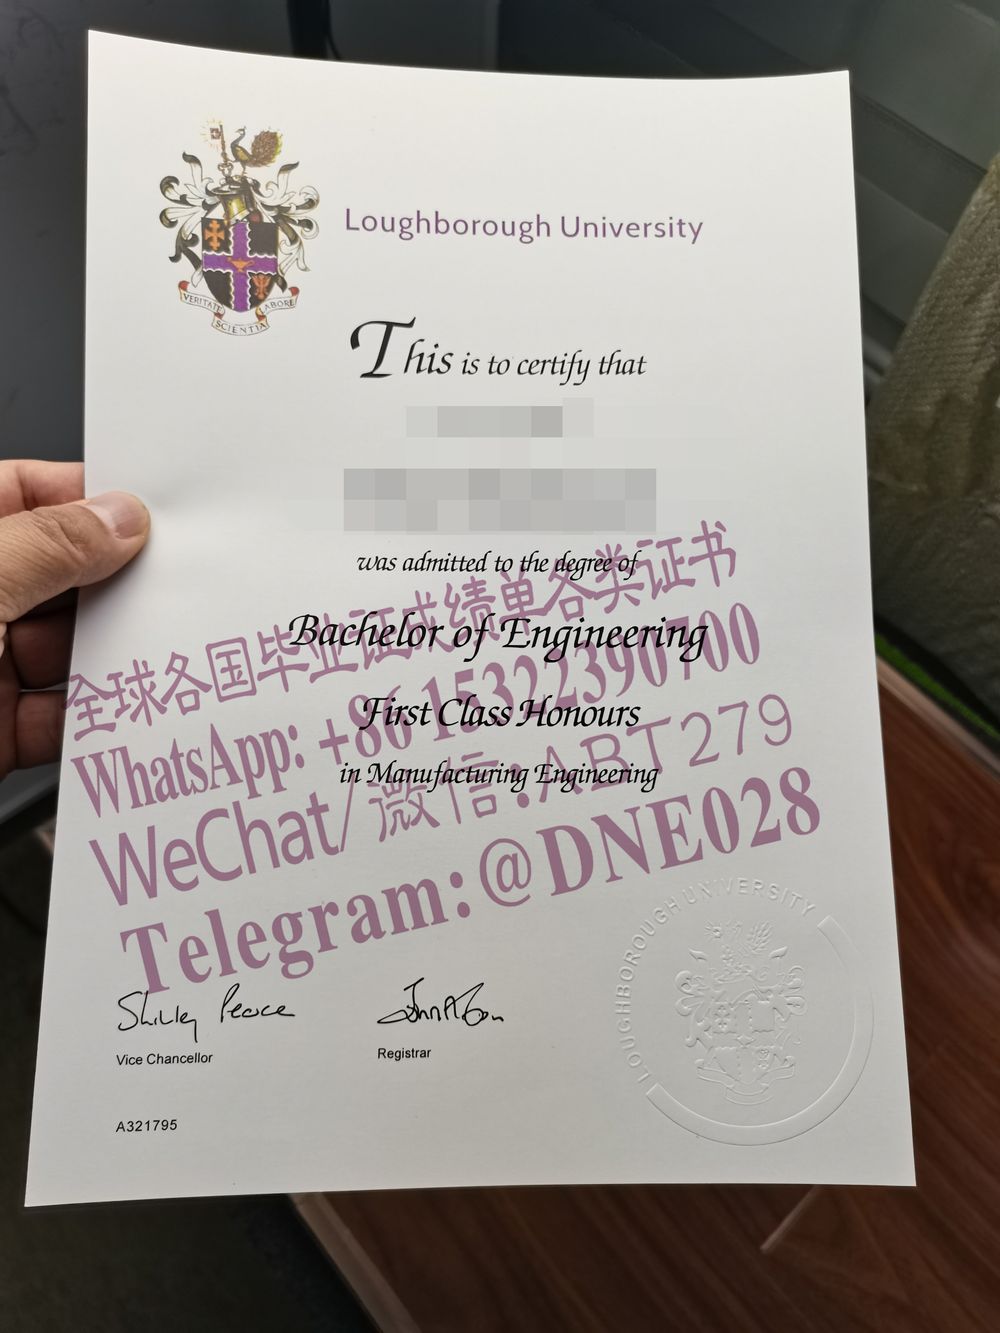 Loughborough University
VERITATE
SCIENTIA
LABORE
This is to certify that
was admitted to the degree of
Bachelor of Engineering
First Class Honours
in Manufacturing Engineering
全球各国毕业证成绩单各类证书
WhatsApp: +86 15322390700
WeChat/微信:ABT279
Telegram:@DNE028
Shirley Pearce
Vice Chancellor
Registrar
A321795
LOUGHBOROUGH UNIVERSITY